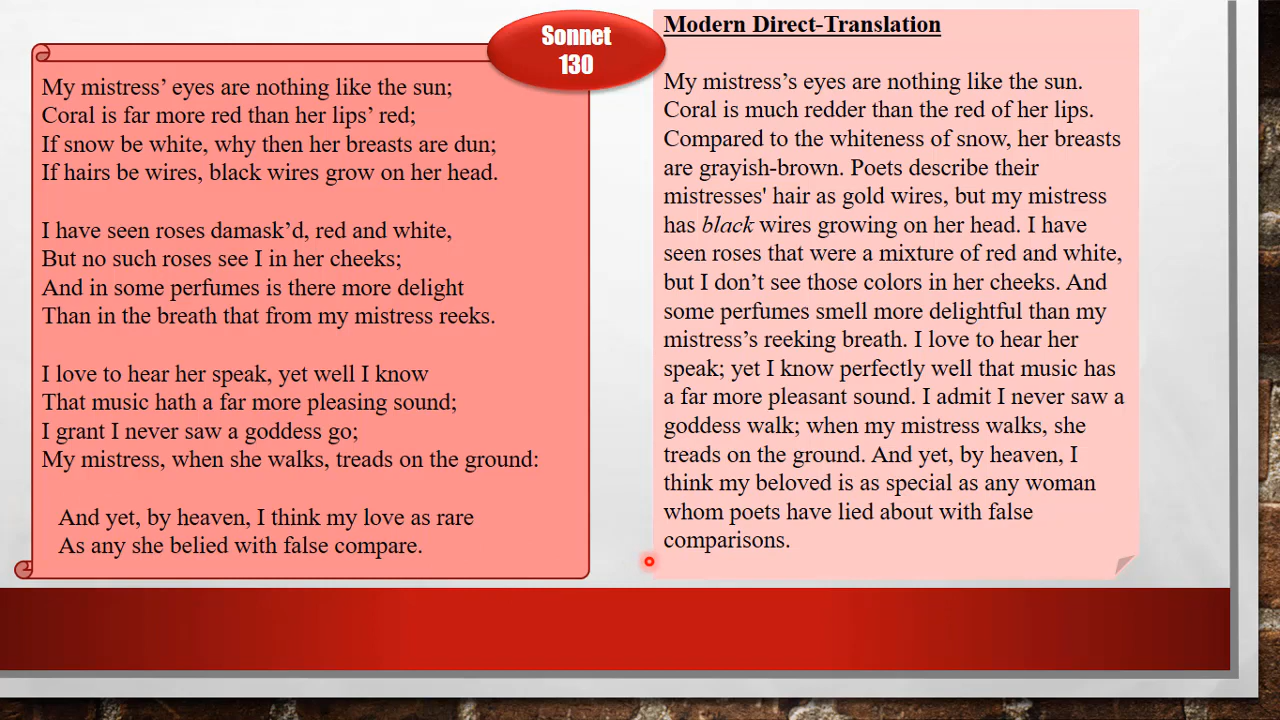 Sonnet
130
My mistress’ eyes are nothing like the sun;
Coral is far more red than her lips’ red;
If snow be white, why then her breasts are dun;
If hairs be wires, black wires grow on her head.
I have seen roses damask’d, red and white,
But no such roses see I in her cheeks;
And in some perfumes is there more delight
Than in the breath that from my mistress reeks.
I love to hear her speak, yet well I know
That music hath a far more pleasing sound;
I grant I never saw a goddess go;
My mistress, when she walks, treads on the ground:
And yet, by heaven, I think my love as rare
As any she belied with false compare.
Modern Direct-Translation
My mistress’s eyes are nothing like the sun.
Coral is much redder than the red of her lips.
Compared to the whiteness of snow, her breasts
are grayish-brown. Poets describe their
mistresses' hair as gold wires, but my mistress
has black wires growing on her head. I have
seen roses that were a mixture of red and white,
but I don’t see those colors in her cheeks. And
some perfumes smell more delightful than my
mistress’s reeking breath. I love to hear her
speak; yet I know perfectly well that music has
a far more pleasant sound. I admit I never saw a
goddess walk; when my mistress walks, she
treads on the ground. And yet, by heaven, I
think my beloved is as special as any woman
whom poets have lied about with false
comparisons.